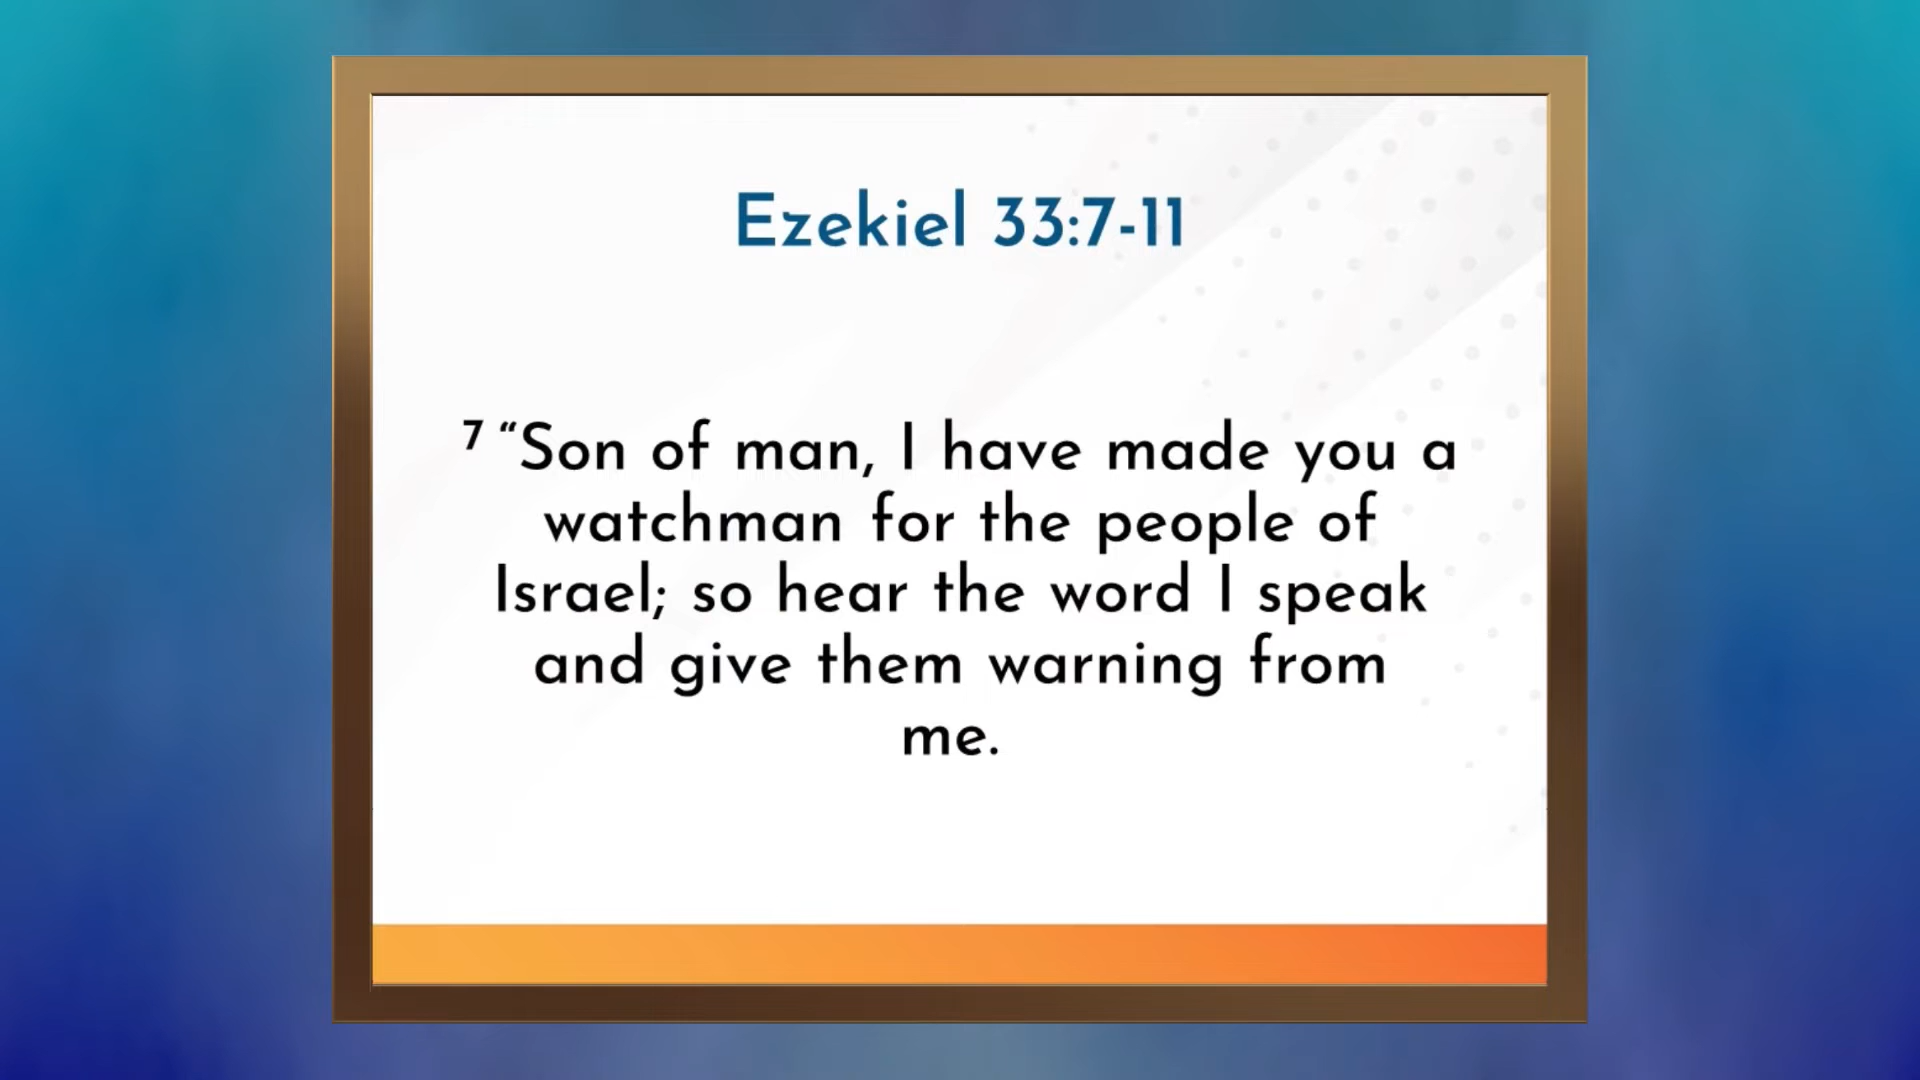 Ezekiel 33:7-11
7 “Son of man, I have made you a
watchman for the people of
Israel; so hear the word I speak
and give them warning from
me.